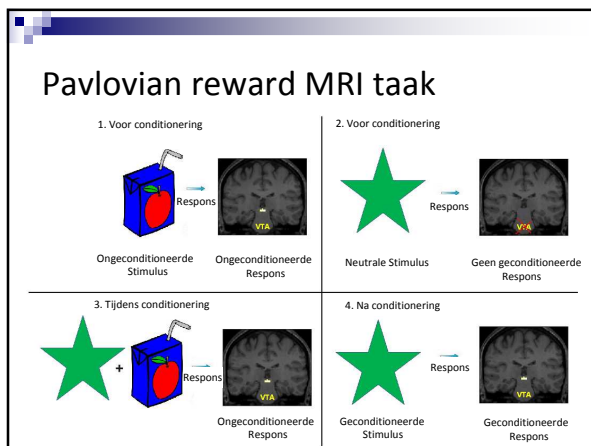 Pavlovian reward MRI taak
1. Voor conditionering
Respons
VTA
Ongeconditioneerde
Stimulus
Ongeconditioneerde
Respons
2. Voor conditionering
Respons
VTA
Neutrale Stimulus
Geen geconditioneerde
Respons
3. Tijdens conditionering
+
Respons
VTA
Ongeconditioneerde
Respons
4. Na conditionering
Respons
VTA
Geconditioneerde
Stimulus
Geconditioneerde
Respons